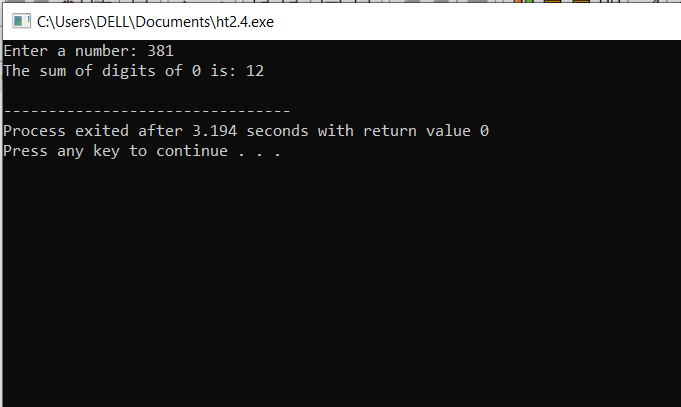 C:\Users\DELL\Documents\ht2.4.exe
Enter a number: 381
The sum of digits of 0 is: 12
--------------------------------
Process exited after 3.194 seconds with return value 0
Press any key to continue . . .